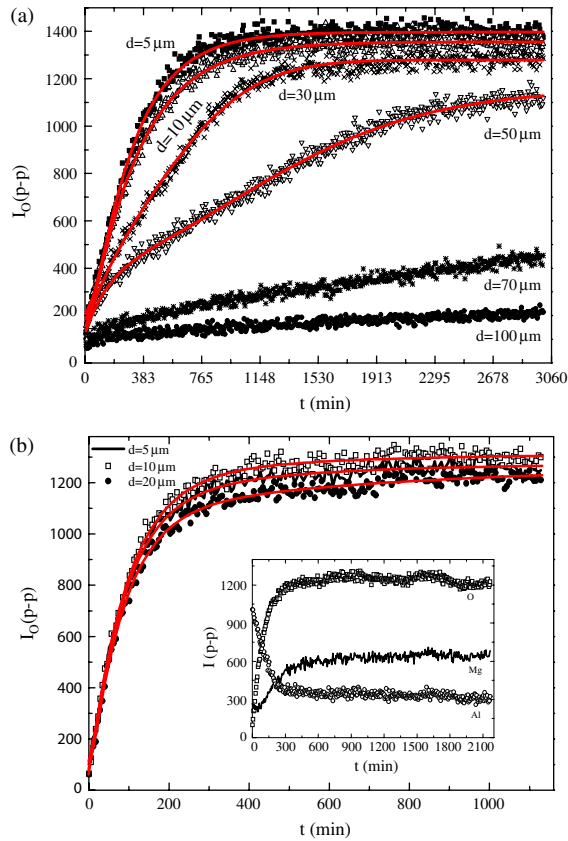 (a)
1400
1200
1000
800
600
400
200
0
I_O(p-p)
d=5 µm
d=10 µm
d=30 µm
d=50 µm
d=70 µm
d=100 µm
0 383 765 1148 1530 1913 2295 2678 3060
t (min)
(b)
d=5 µm
d=10 µm
d=20 µm
1200
1000
800
600
400
200
0
I_O(p-p)
1200
900
600
300
0
I (p-p)
O
Mg
Al
0 300 600 900 1200 1500 1800 2100
t (min)
0 200 400 600 800 1000
t (min)